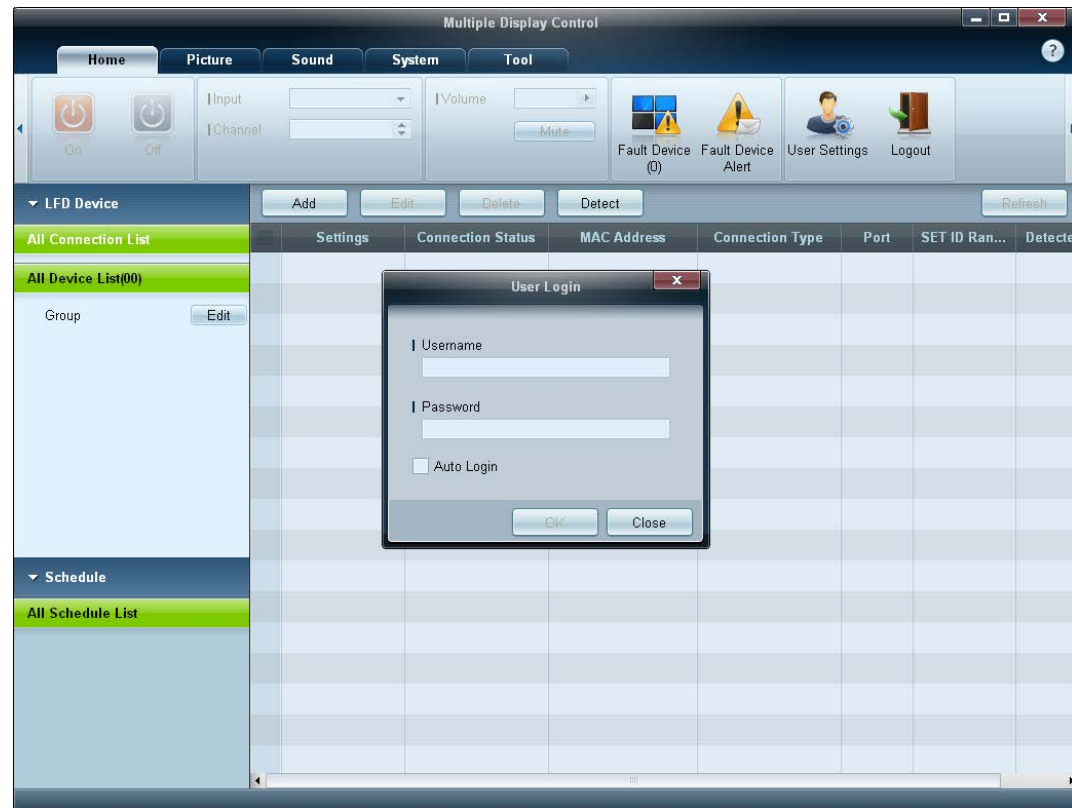 Multiple Display Control
Home Picture Sound System Tool
Input
Channel
Volume
Mute
On Off
Fault Device (0)
Fault Device Alert
User Settings
Logout
LFD Device
Add Edit Delete Detect Refresh
All Connection List
Settings Connection Status MAC Address Connection Type Port SET ID Ran... Detecte
All Device List(00)
Group Edit
User Login
Username
Password
Auto Login
OK Close
Schedule
All Schedule List